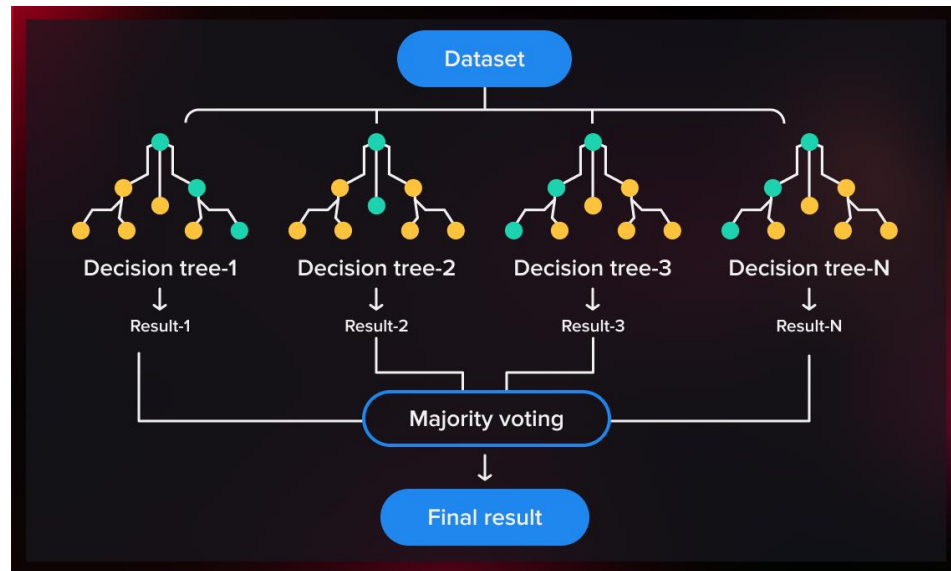 Dataset
Decision tree-1
Decision tree-2
Decision tree-3
Decision tree-N
Result-1
Result-2
Result-3
Result-N
Majority voting
Final result